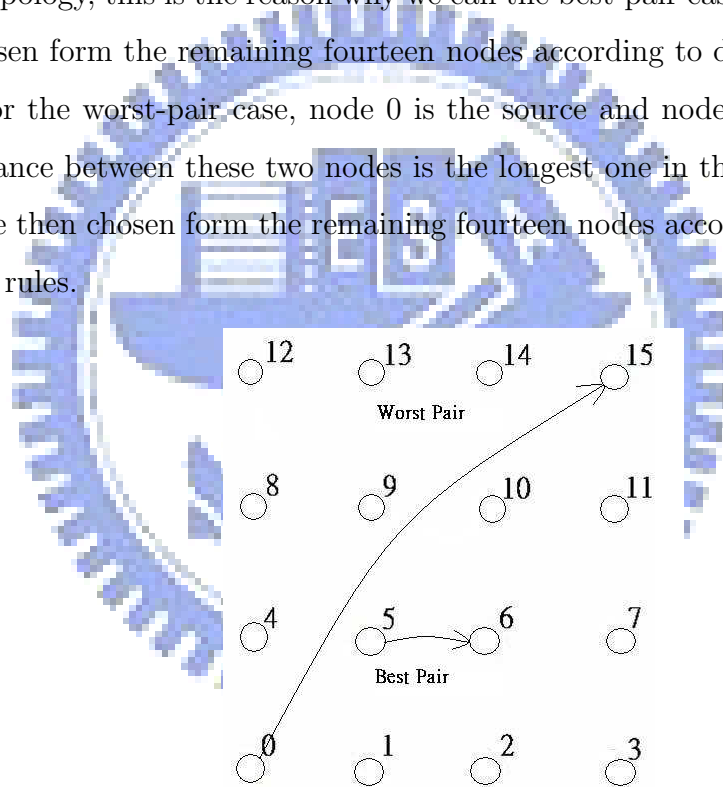 pology, this is the reason why we can the best-pair cas
sen form the remaining fourteen nodes according to d
or the worst-pair case, node 0 is the source and node
ance between these two nodes is the longest one in th
e then chosen form the remaining fourteen nodes acco
rules.
12 13 14 15
Worst Pair
8 9 10 11
4 5 6 7
Best Pair
0 1 2 3